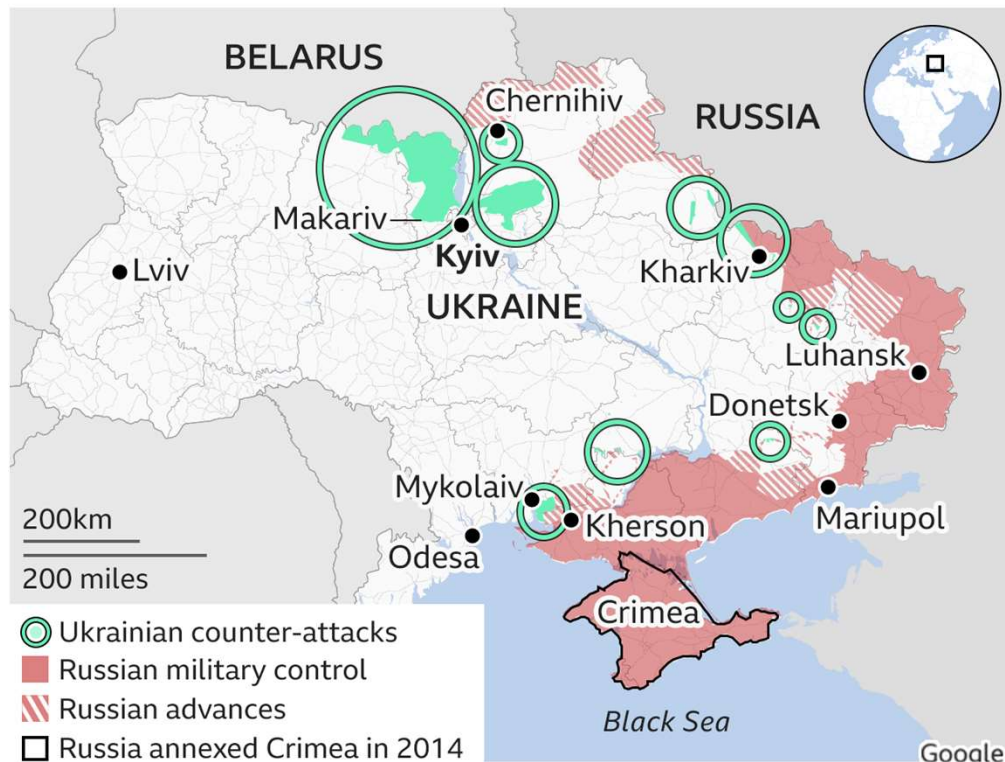 BELARUS
Chernihiv
RUSSIA
Makariv
Kyiv
Lviv
Kharkiv
UKRAINE
Luhansk
Donetsk
Mykolaiv
Kherson
Mariupol
Odesa
200km
200 miles
Crimea
Ukrainian counter-attacks
Russian military control
Russian advances
Black Sea
Russia annexed Crimea in 2014
Google